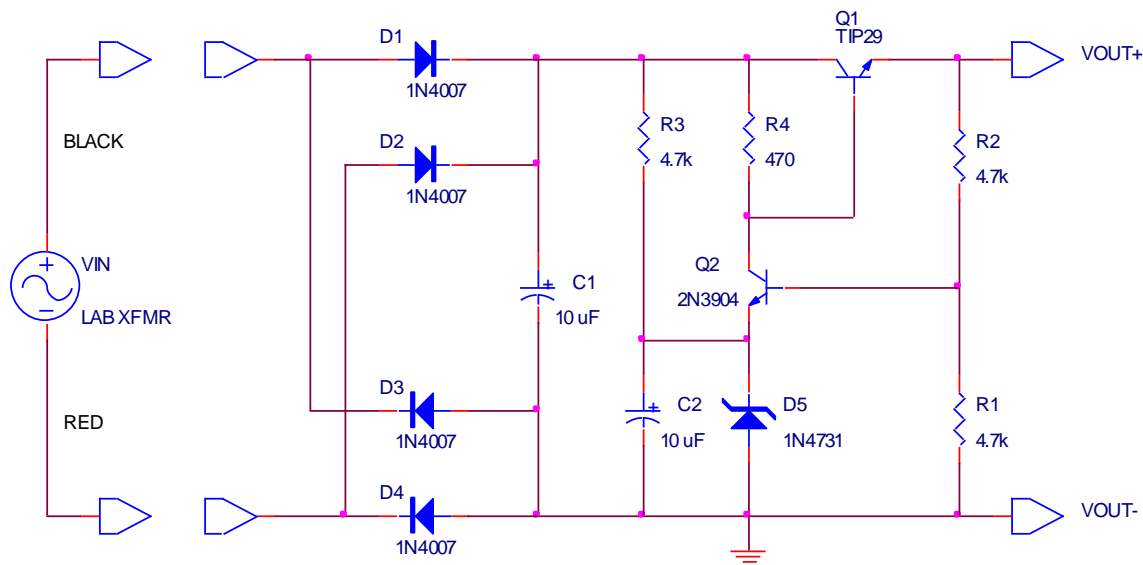 Q1
TIP29
D1
VOUT+
1N4007
R3
4.7k
R4
470
BLACK
D2
R2
4.7k
1N4007
VIN
Q2
C1
2N3904
LAB XFMR
10 uF
D3
RED
C2
10 uF
D5
1N4731
R1
4.7k
1N4007
D4
VOUT-
1N4007